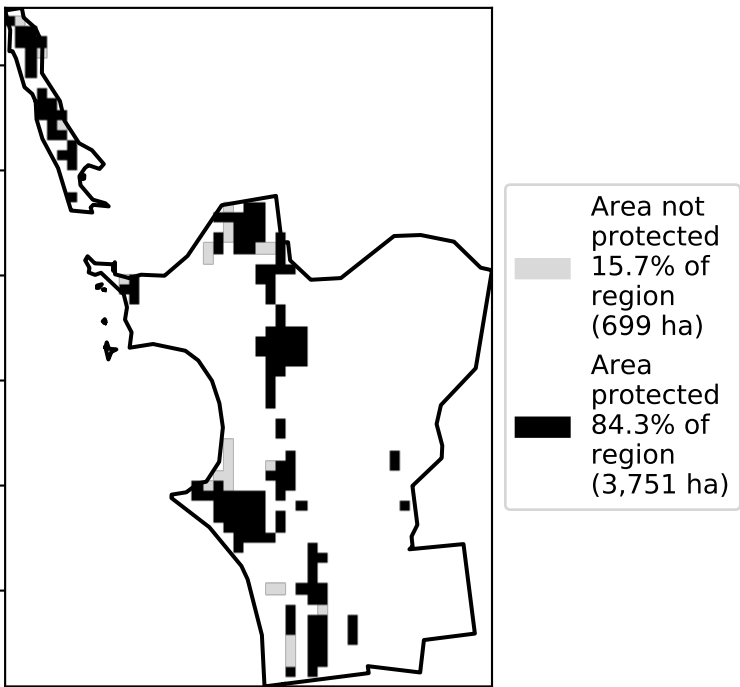 Area not
protected
15.7% of
region
(699 ha)
Area
protected
84.3% of
region
(3,751 ha)